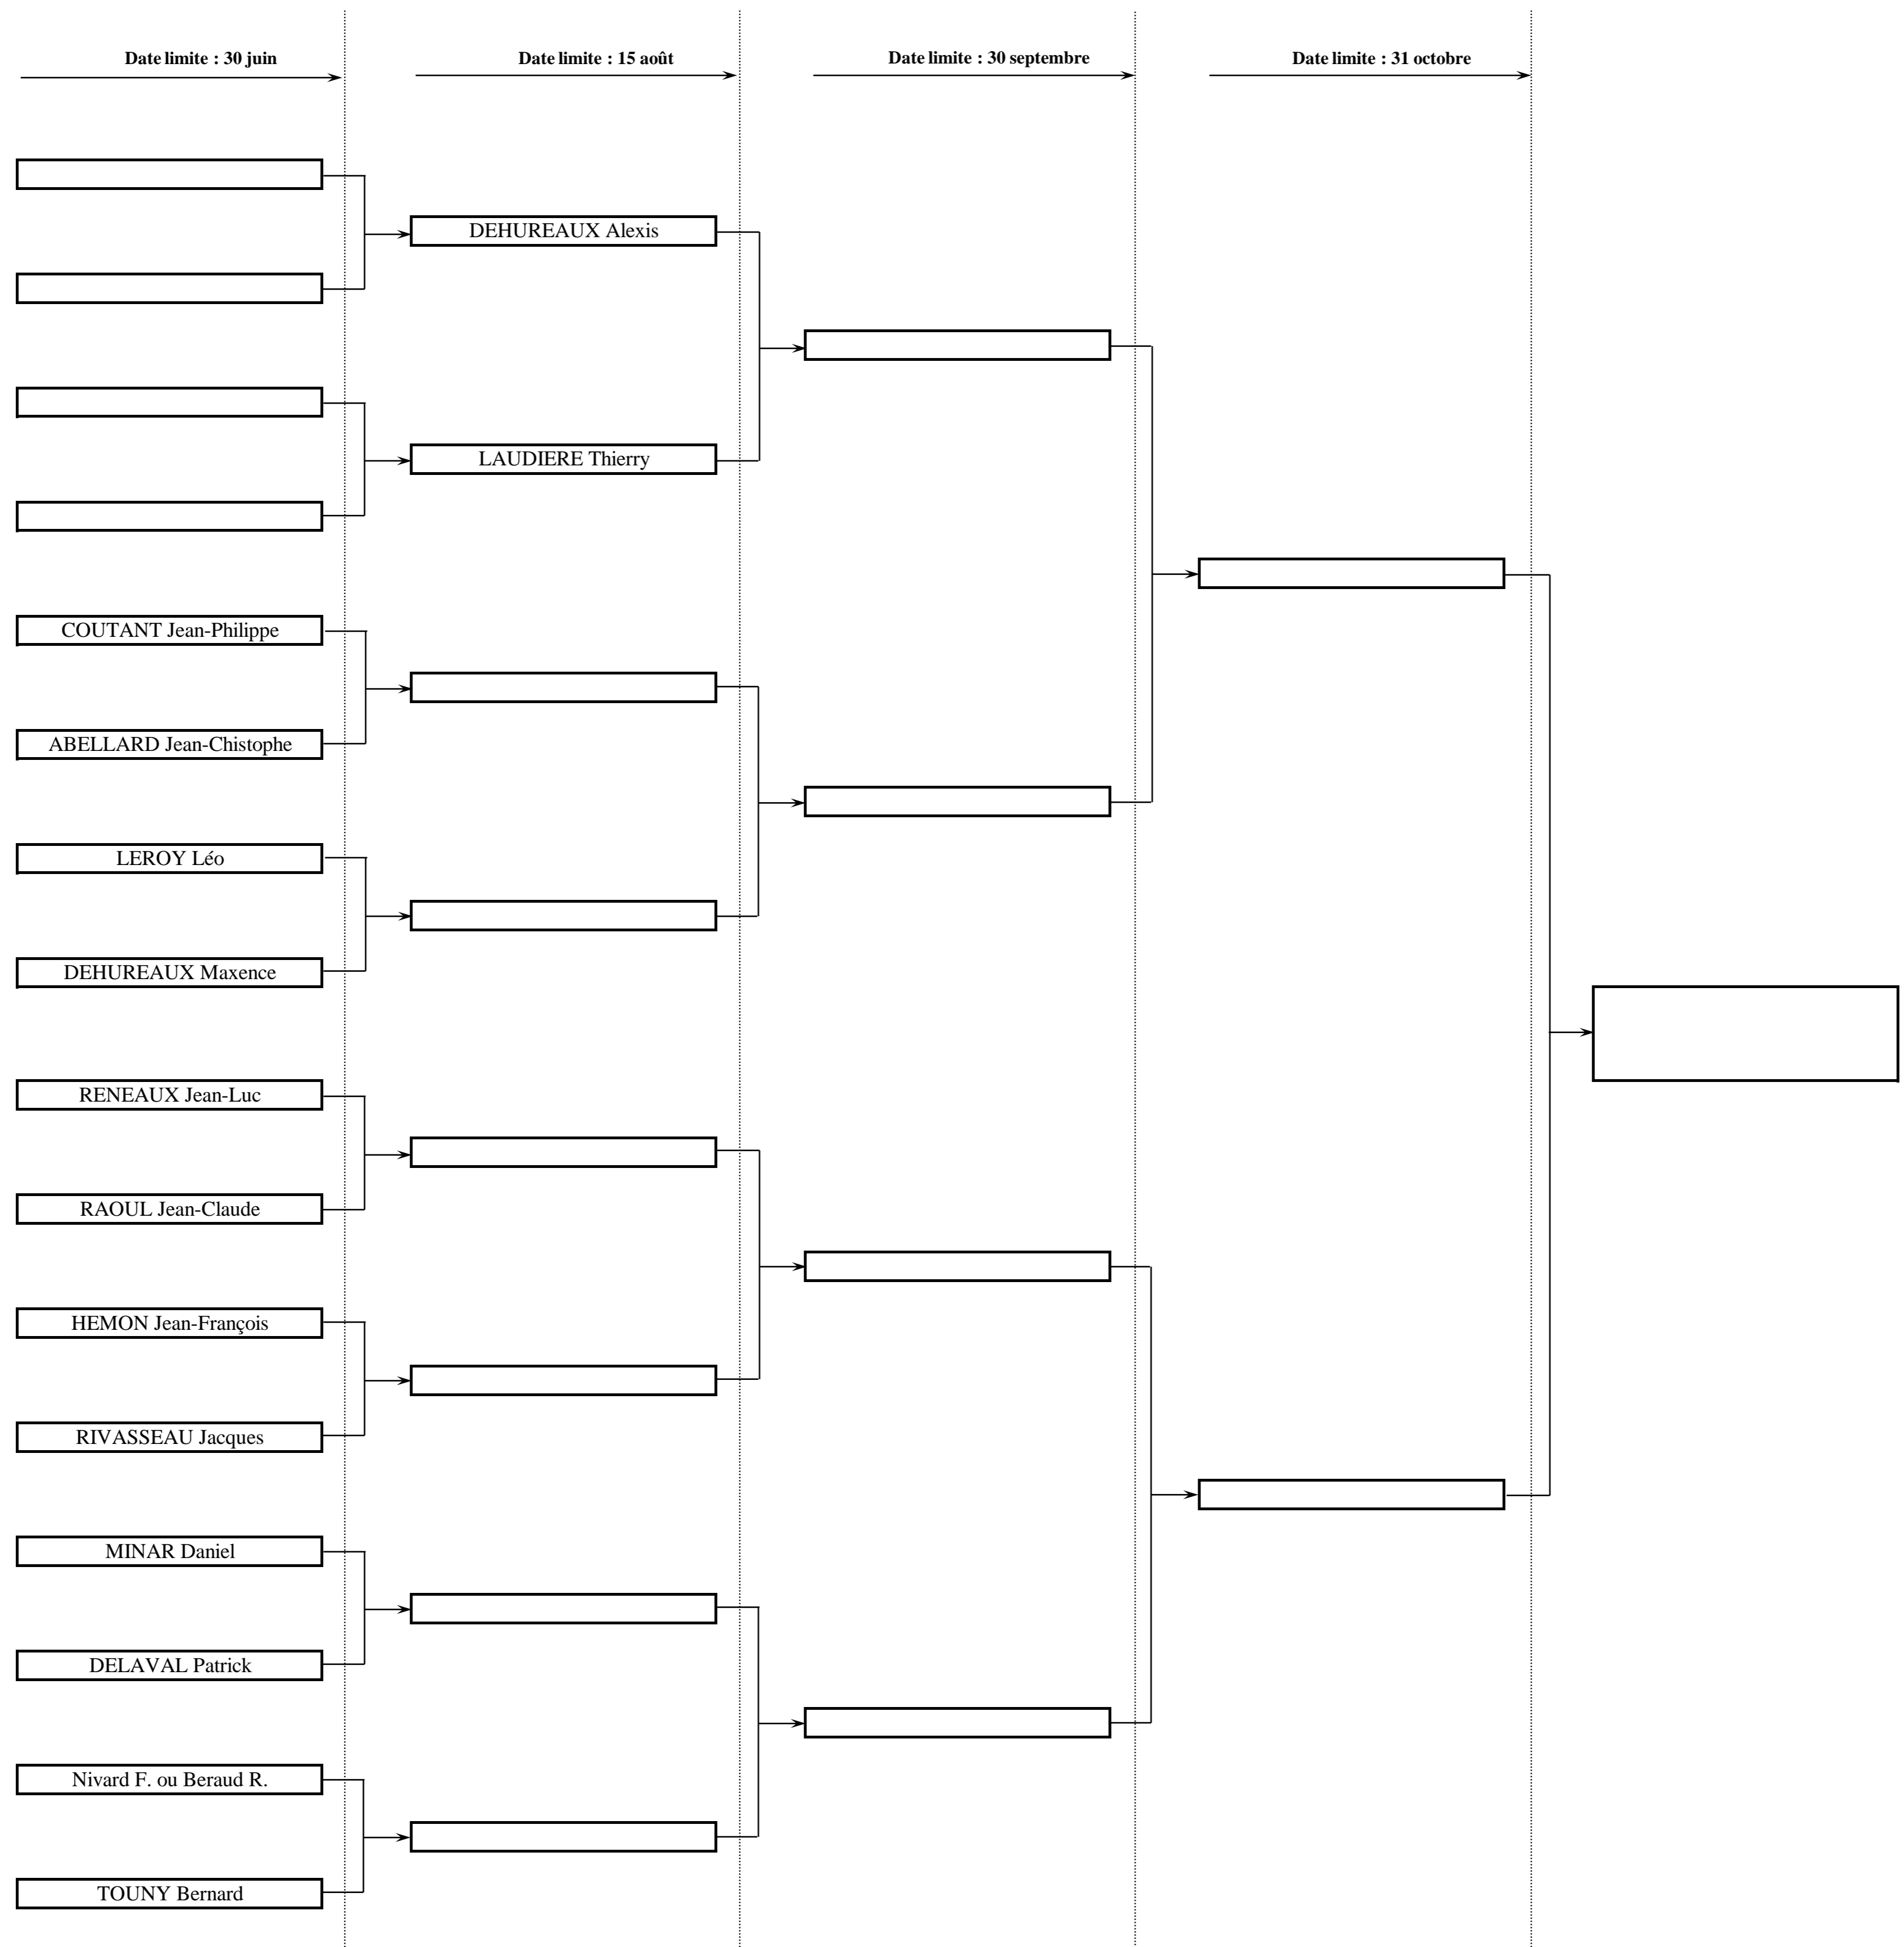 Date limite : 30 juin
Date limite : 15 août
Date limite : 30 septembre
Date limite : 31 octobre
DEHUREAUX Alexis
LAUDIERE Thierry
COUTANT Jean-Philippe
ABELLARD Jean-Chistophe
LEROY Léo
DEHUREAUX Maxence
RENEAUX Jean-Luc
RAOUL Jean-Claude
HEMON Jean-François
RIVASSEAU Jacques
MINAR Daniel
DELAVAL Patrick
Nivard F. ou Beraud R.
TOUNY Bernard